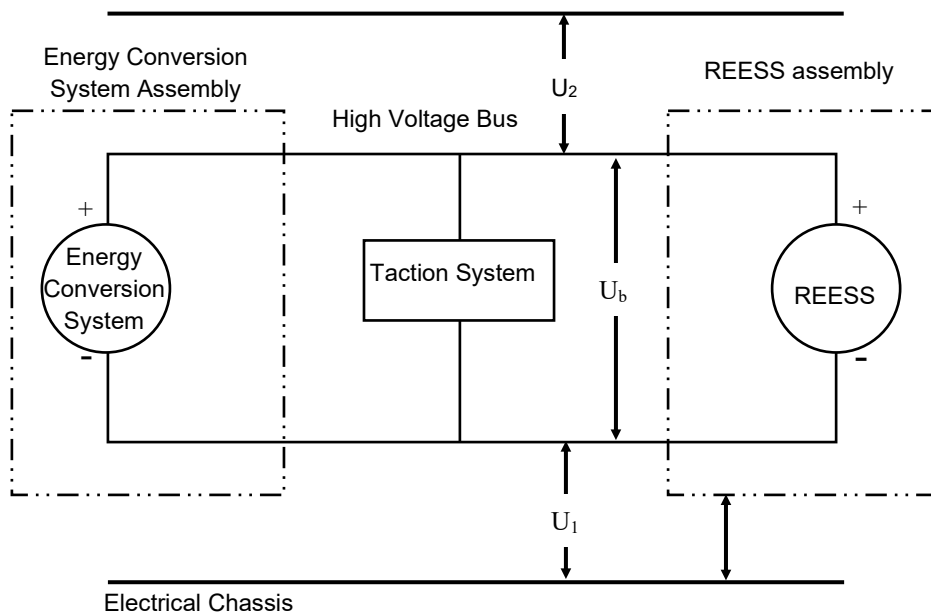 Energy Conversion
System Assembly
U2
REESS assembly
High Voltage Bus
+
+
Energy
Conversion
System
Taction System
Ub
REESS
-
-
U1
Electrical Chassis